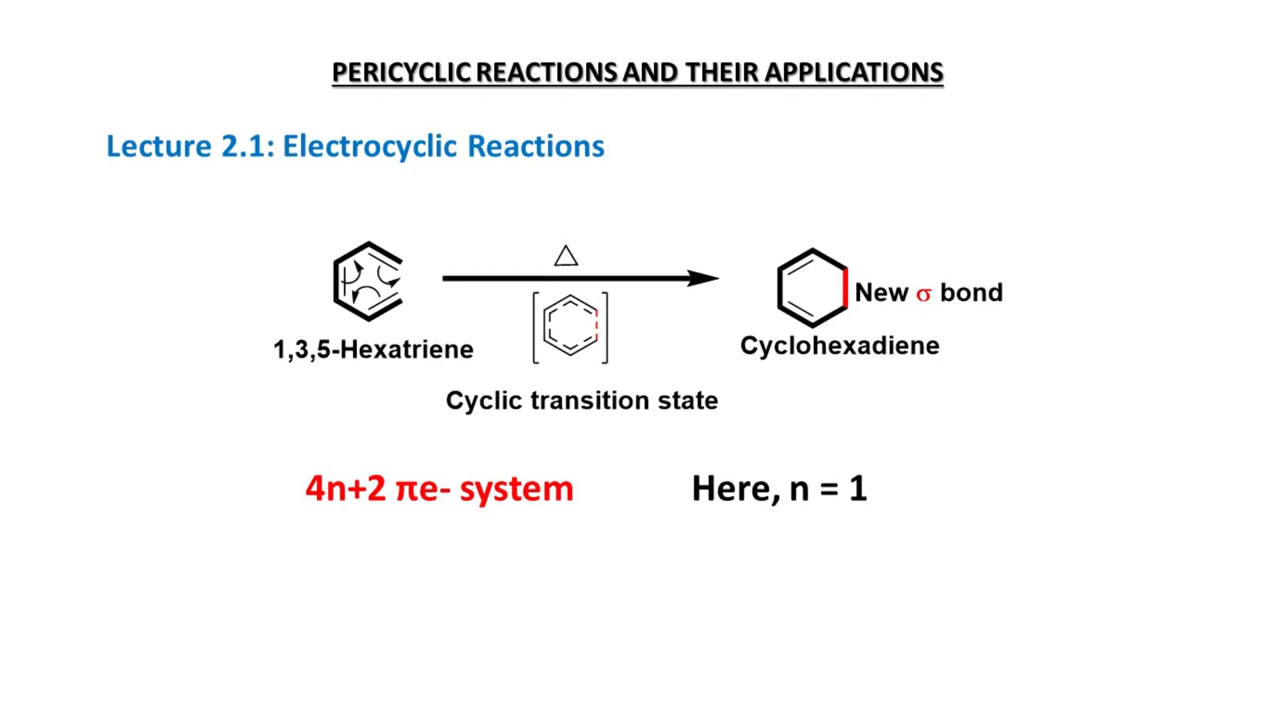 PERICYCLIC REACTIONS AND THEIR APPLICATIONS
Lecture 2.1: Electrocyclic Reactions
△
New σ bond
1,3,5-Hexatriene
Cyclohexadiene
Cyclic transition state
4n+2 πe- system
Here, n = 1